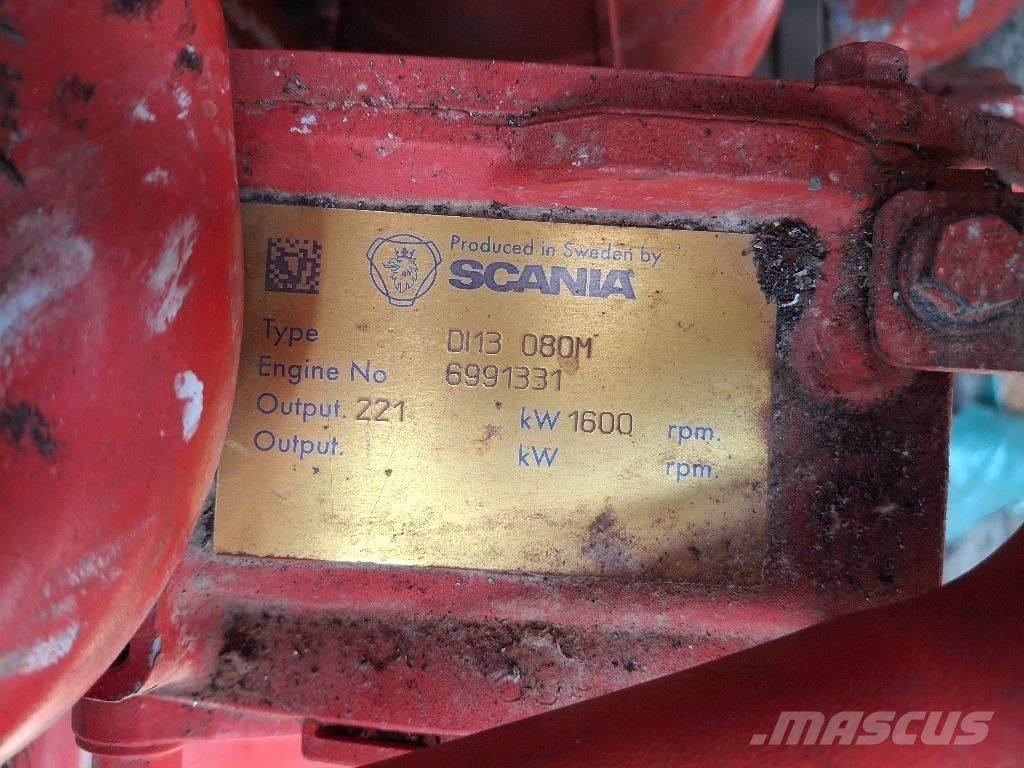 Produced in Sweden by
SCANIA
Type DI13 080M
Engine No 6991331
Output. 221 kW 1600 rpm.
Output. kW rpm.
.MASCUS